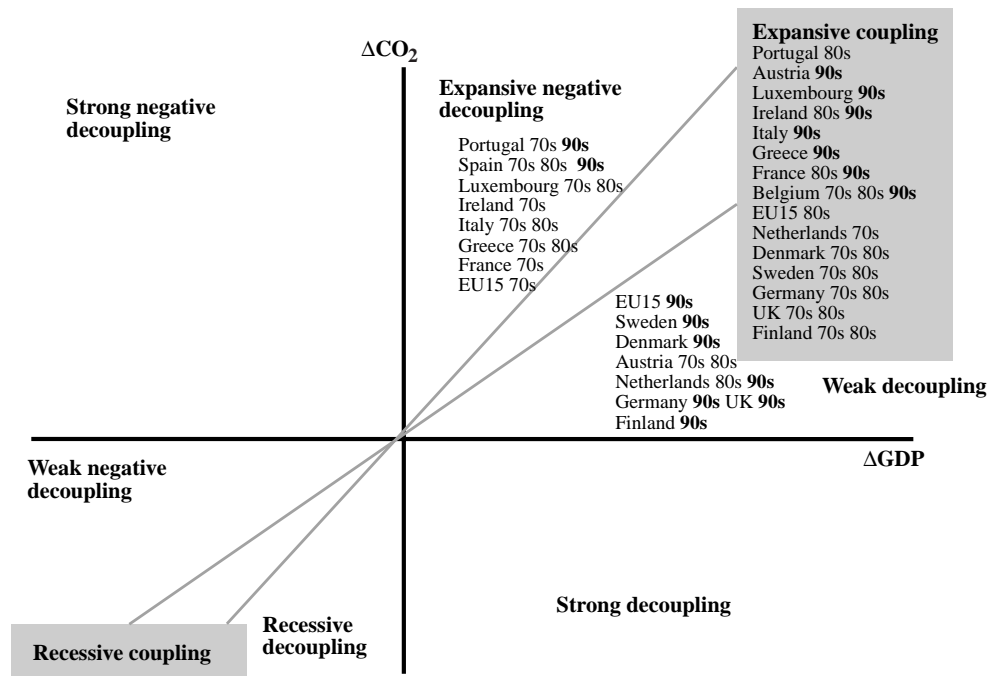 ΔCO₂
Strong negative
decoupling
Expansive negative
decoupling
Portugal 70s 90s
Spain 70s 80s 90s
Luxembourg 70s 80s
Ireland 70s
Italy 70s 80s
Greece 70s 80s
France 70s
EU15 70s
Expansive coupling
Portugal 80s
Austria 90s
Luxembourg 90s
Ireland 80s 90s
Italy 90s
Greece 90s
France 80s 90s
Belgium 70s 80s 90s
EU15 80s
Netherlands 70s
Denmark 70s 80s
Sweden 70s 80s
Germany 70s 80s
UK 70s 80s
Finland 70s 80s
EU15 90s
Sweden 90s
Denmark 90s
Austria 70s 80s
Netherlands 80s 90s
Germany 90s UK 90s
Finland 90s
Weak decoupling
ΔGDP
Weak negative
decoupling
Strong decoupling
Recessive
decoupling
Recessive coupling